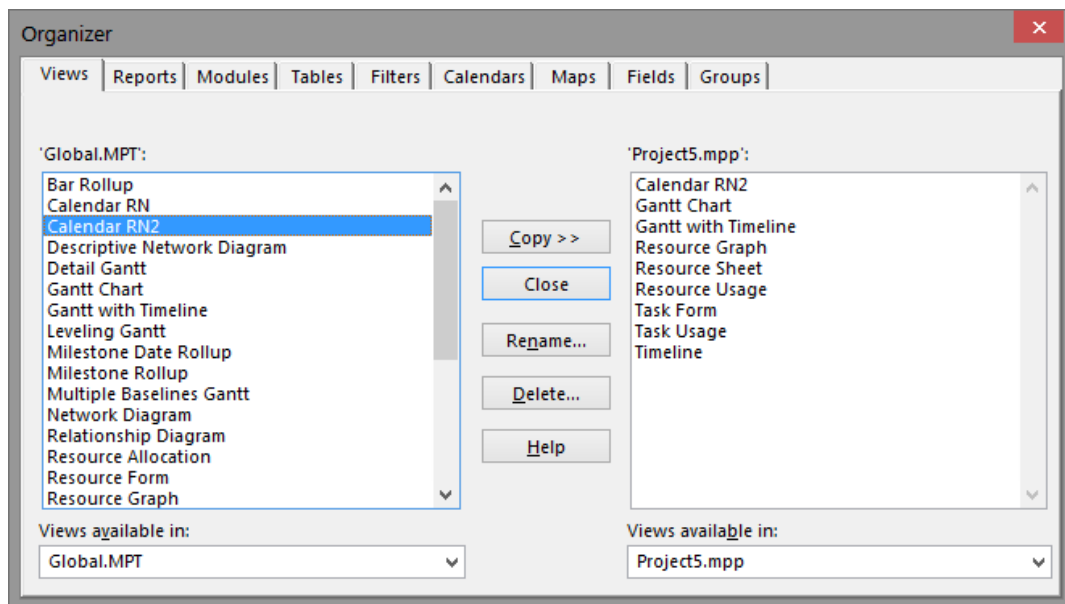 Organizer
Views Reports Modules Tables Filters Calendars Maps Fields Groups
'Global.MPT':
Bar Rollup
Calendar RN
Calendar RN2
Descriptive Network Diagram
Detail Gantt
Gantt Chart
Gantt with Timeline
Leveling Gantt
Milestone Date Rollup
Milestone Rollup
Multiple Baselines Gantt
Network Diagram
Relationship Diagram
Resource Allocation
Resource Form
Resource Graph
Views available in:
Global.MPT
Copy >>
Close
Rename...
Delete...
Help
'Project5.mpp':
Calendar RN2
Gantt Chart
Gantt with Timeline
Resource Graph
Resource Sheet
Resource Usage
Task Form
Task Usage
Timeline
Views available in:
Project5.mpp